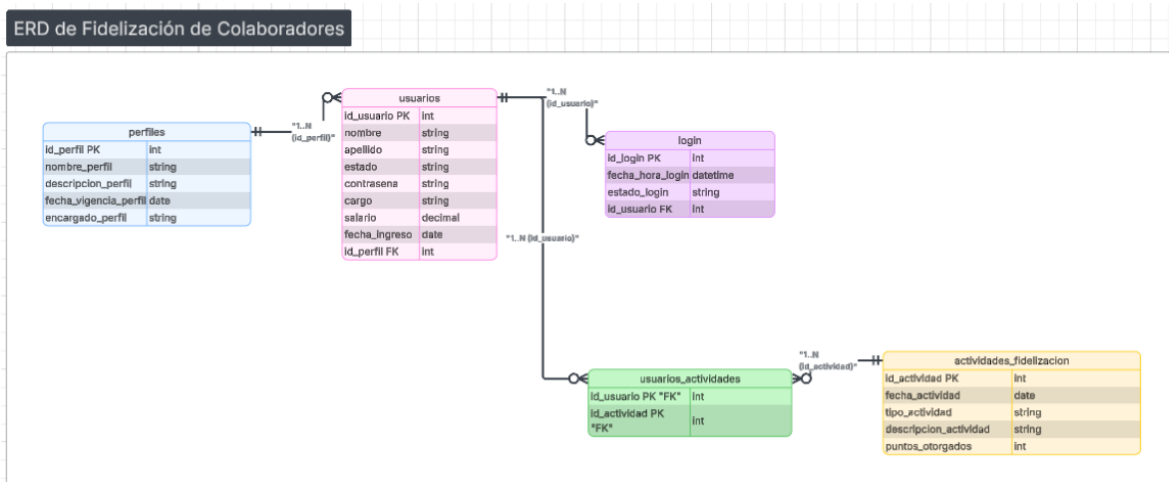 ERD de Fidelización de Colaboradores
perfiles
id_perfil PK int
nombre_perfil string
descripcion_perfil string
fecha_vigencia_perfil date
encargado_perfil string
"1..N
(id_perfil)"
usuarios
id_usuario PK int
nombre string
apellido string
estado string
contrasena string
cargo string
salario decimal
fecha_ingreso date
id_perfil FK int
"1..N
(id_usuario)"
login
id_login PK int
fecha_hora_login datetime
estado_login string
id_usuario FK int
"1..N (id_usuario)"
usuarios_actividades
id_usuario PK "FK" int
id_actividad PK
"FK" int
"1..N
(id_actividad)"
actividades_fidelizacion
id_actividad PK int
fecha_actividad date
tipo_actividad string
descripcion_actividad string
puntos_otorgados int